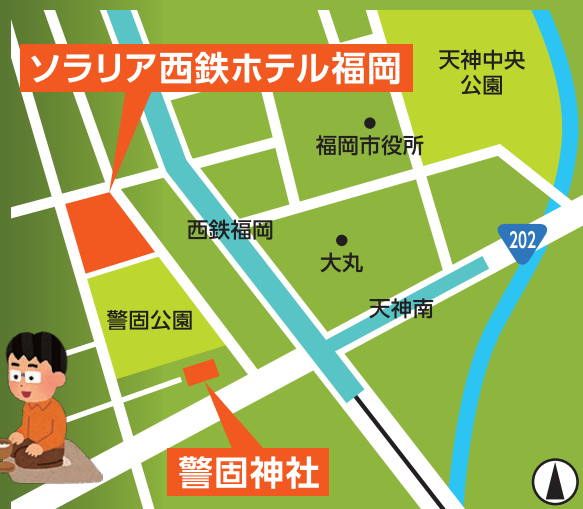 ソラリア西鉄ホテル福岡
天神中央
公園
福岡市役所
西鉄福岡
202
大丸
天神南
警固公園
警固神社